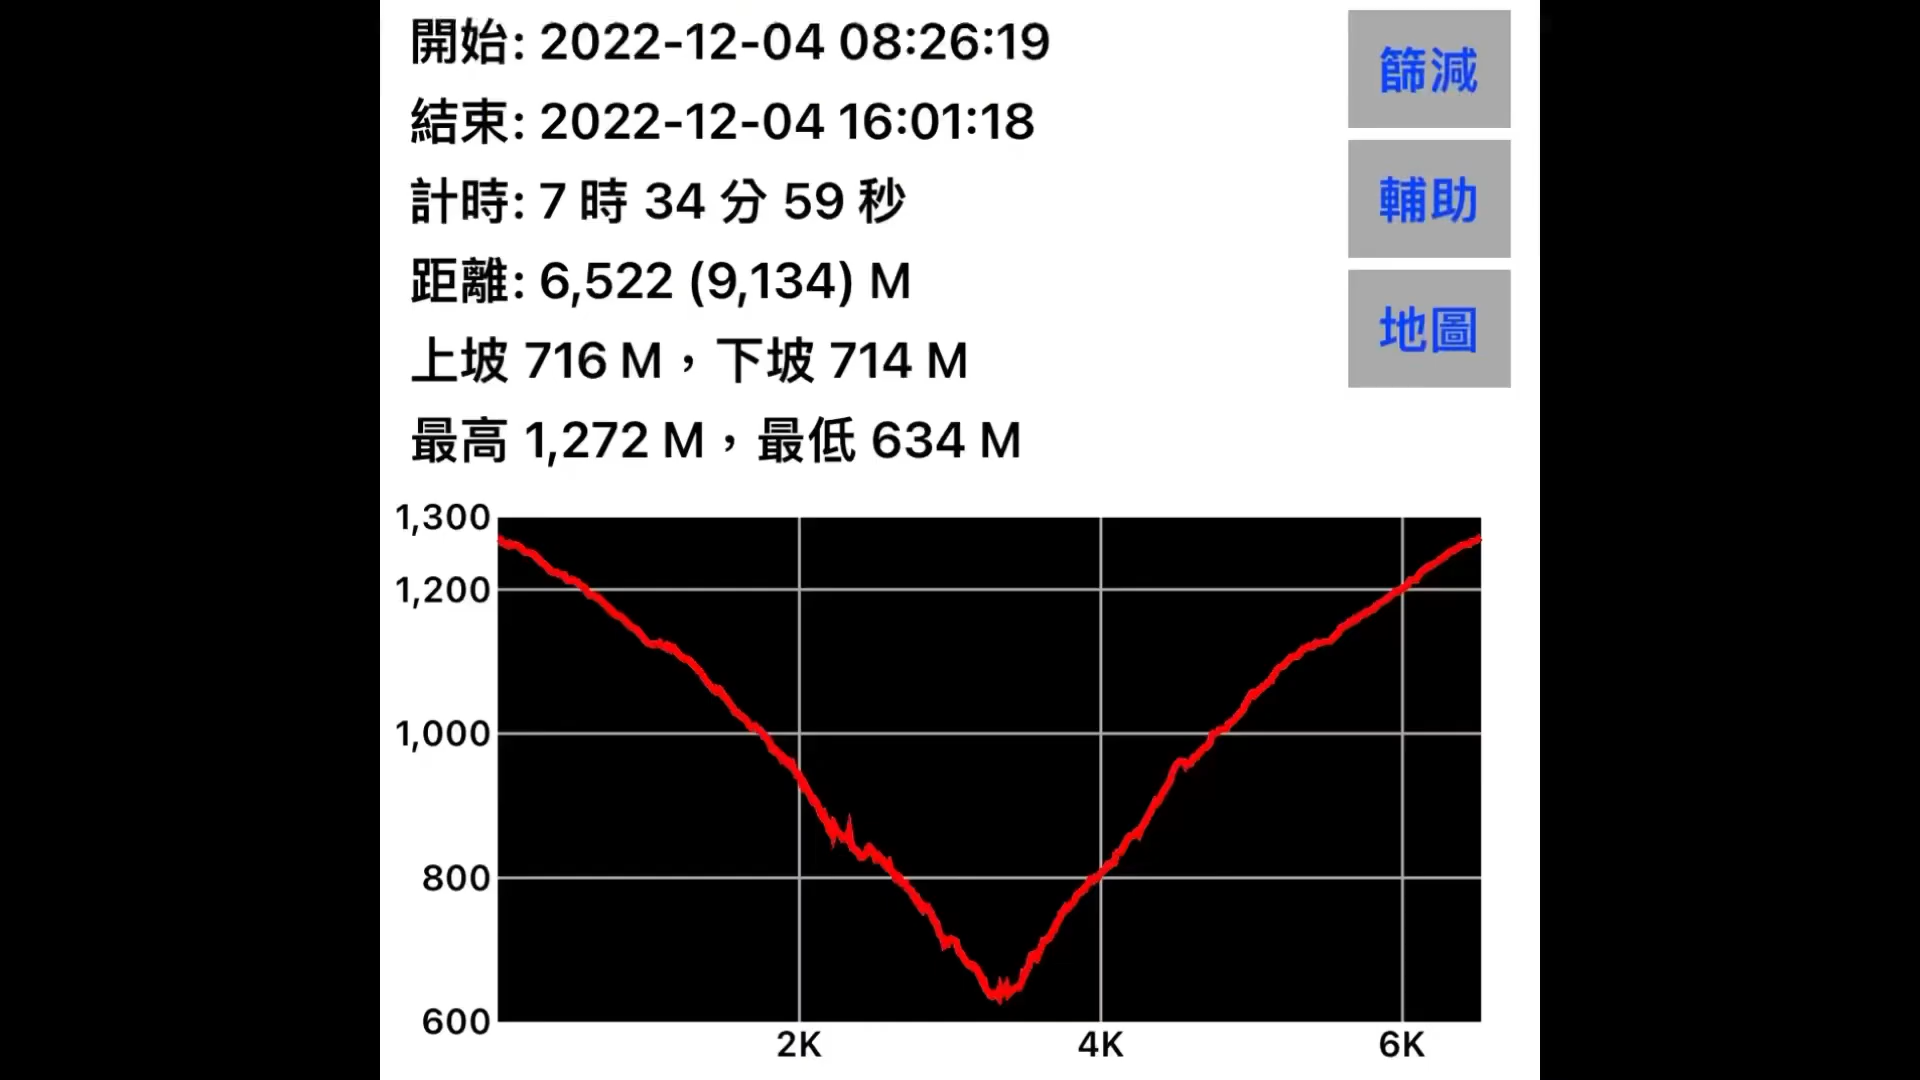 開始: 2022-12-04 08:26:19
結束: 2022-12-04 16:01:18
計時: 7 時 34 分 59 秒
距離: 6,522 (9,134) M
上坡 716 M，下坡 714 M
最高 1,272 M，最低 634 M
篩減
輔助
地圖
1,300
1,200
1,000
800
600
2K 4K 6K